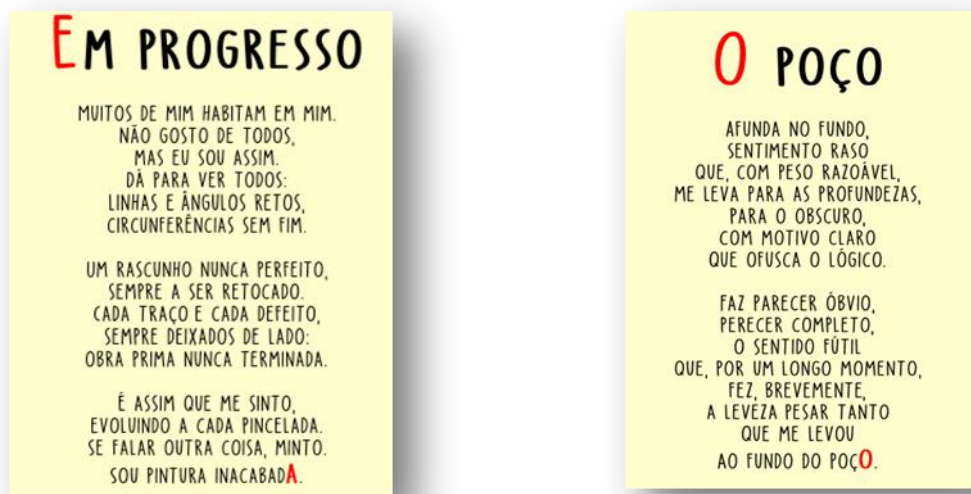 EM PROGRESSO
MUITOS DE MIM HABITAM EM MIM.
NÃO GOSTO DE TODOS,
MAS EU SOU ASSIM.
DÁ PARA VER TODOS:
LINHAS E ÂNGULOS RETOS,
CIRCUNFERÊNCIAS SEM FIM.
UM RASCUNHO NUNCA PERFEITO,
SEMPRE A SER RETOCADO.
CADA TRAÇO E CADA DEFEITO,
SEMPRE DEIXADOS DE LADO:
OBRA PRIMA NUNCA TERMINADA.
É ASSIM QUE ME SINTO,
EVOLUINDO A CADA PINCELADA.
SE FALAR OUTRA COISA, MINTO.
SOU PINTURA INACABADA.
O POÇO
AFUNDA NO FUNDO,
SENTIMENTO RASO
QUE, COM PESO RAZOÁVEL,
ME LEVA PARA AS PROFUNDEZAS,
PARA O OBSCURO,
COM MOTIVO CLARO
QUE OFUSCA O LÓGICO.
FAZ PARECER ÓBVIO,
PERECER COMPLETO,
O SENTIDO FÚTIL
QUE, POR UM LONGO MOMENTO,
FEZ, BREVEMENTE,
A LEVEZA PESAR TANTO
QUE ME LEVOU
AO FUNDO DO POÇO.